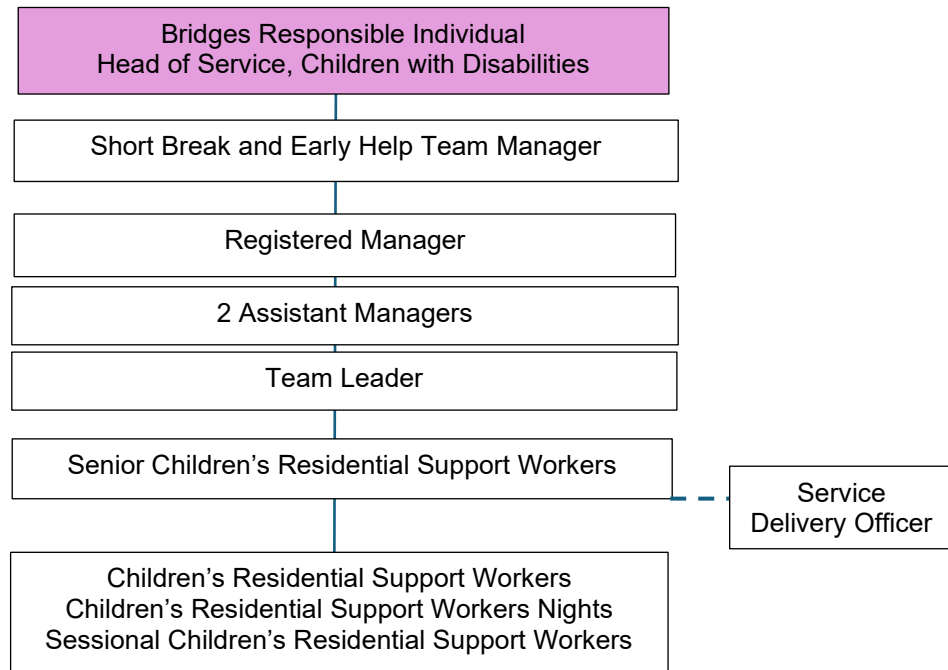 Bridges Responsible Individual
Head of Service, Children with Disabilities
Short Break and Early Help Team Manager
Registered Manager
2 Assistant Managers
Team Leader
Senior Children’s Residential Support Workers
Service
Delivery Officer
Children’s Residential Support Workers
Children’s Residential Support Workers Nights
Sessional Children’s Residential Support Workers